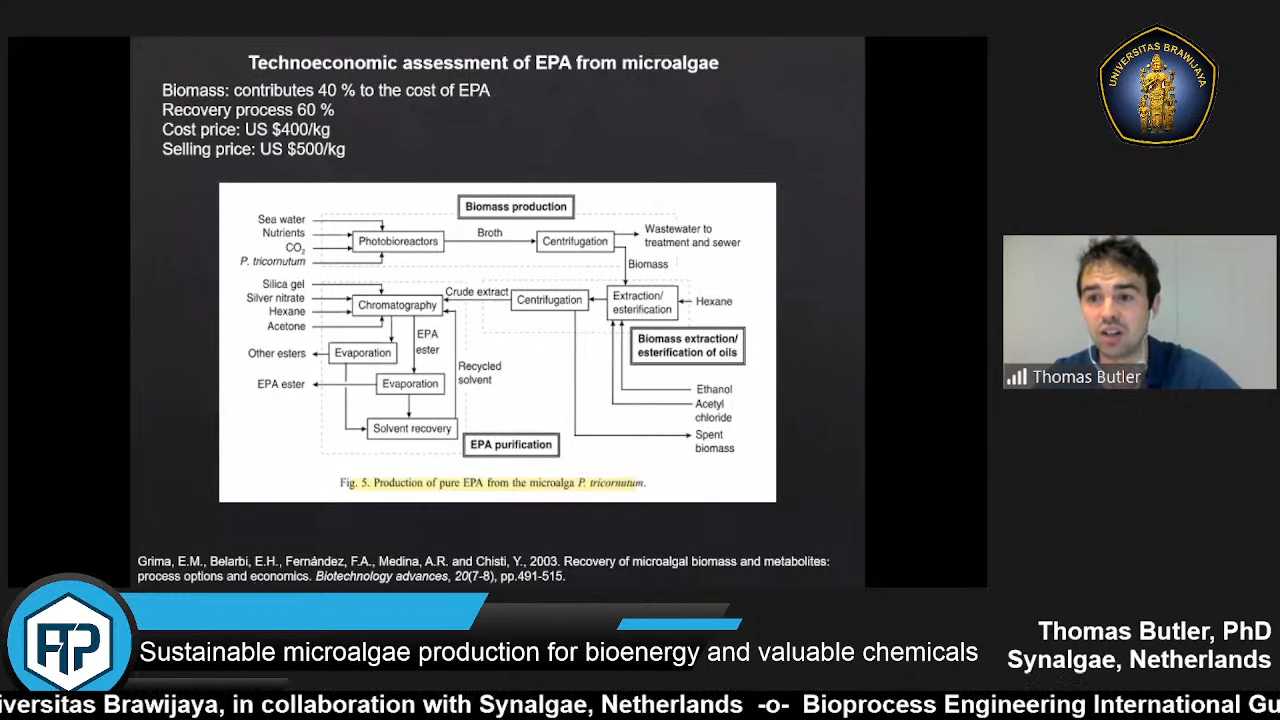 Technoeconomic assessment of EPA from microalgae
Biomass: contributes 40 % to the cost of EPA
Recovery process 60 %
Cost price: US $400/kg
Selling price: US $500/kg
Biomass production
Sea water
Nutrients
CO2
P. tricornutum
Photobioreactors
Broth
Centrifugation
Wastewater to
treatment and sewer
Biomass
Silica gel
Silver nitrate
Hexane
Acetone
Chromatography
Crude extract
Centrifugation
Extraction/
esterification
Hexane
EPA
ester
Biomass extraction/
esterification of oils
Other esters
Evaporation
Recycled
solvent
EPA ester
Evaporation
Ethanol
Acetyl
chloride
Solvent recovery
EPA purification
Spent
biomass
Fig. 5. Production of pure EPA from the microalga P. tricornutum.
Grima, E.M., Belarbi, E.H., Fernández, F.A., Medina, A.R. and Chisti, Y., 2003. Recovery of microalgal biomass and metabolites:
process options and economics. Biotechnology advances, 20(7-8), pp.491-515.
UNIVERSITAS BRAWIJAYA
Thomas Butler
FTP
Sustainable microalgae production for bioenergy and valuable chemicals
Thomas Butler, PhD
Synalgae, Netherlands
iversitas Brawijaya, in collaboration with Synalgae, Netherlands -o- Bioprocess Engineering International Gu